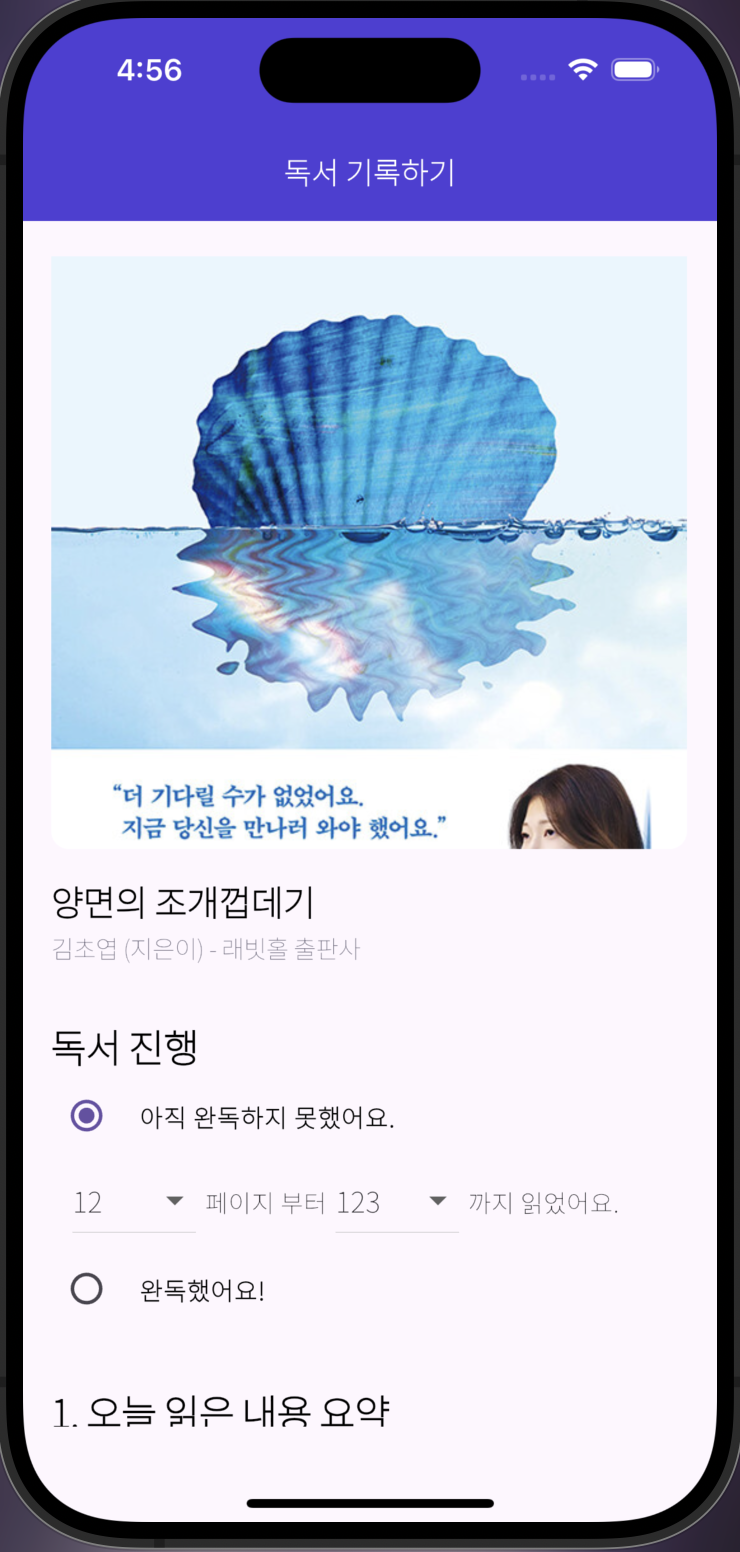 4:56
독서 기록하기
“더 기다릴 수가 없었어요.
지금 당신을 만나러 와야 했어요.”
양면의 조개껍데기
김초엽 (지은이) - 래빗홀 출판사
독서 진행
아직 완독하지 못했어요.
12 페이지 부터 123 까지 읽었어요.
완독했어요!
1. 오늘 읽은 내용 요약